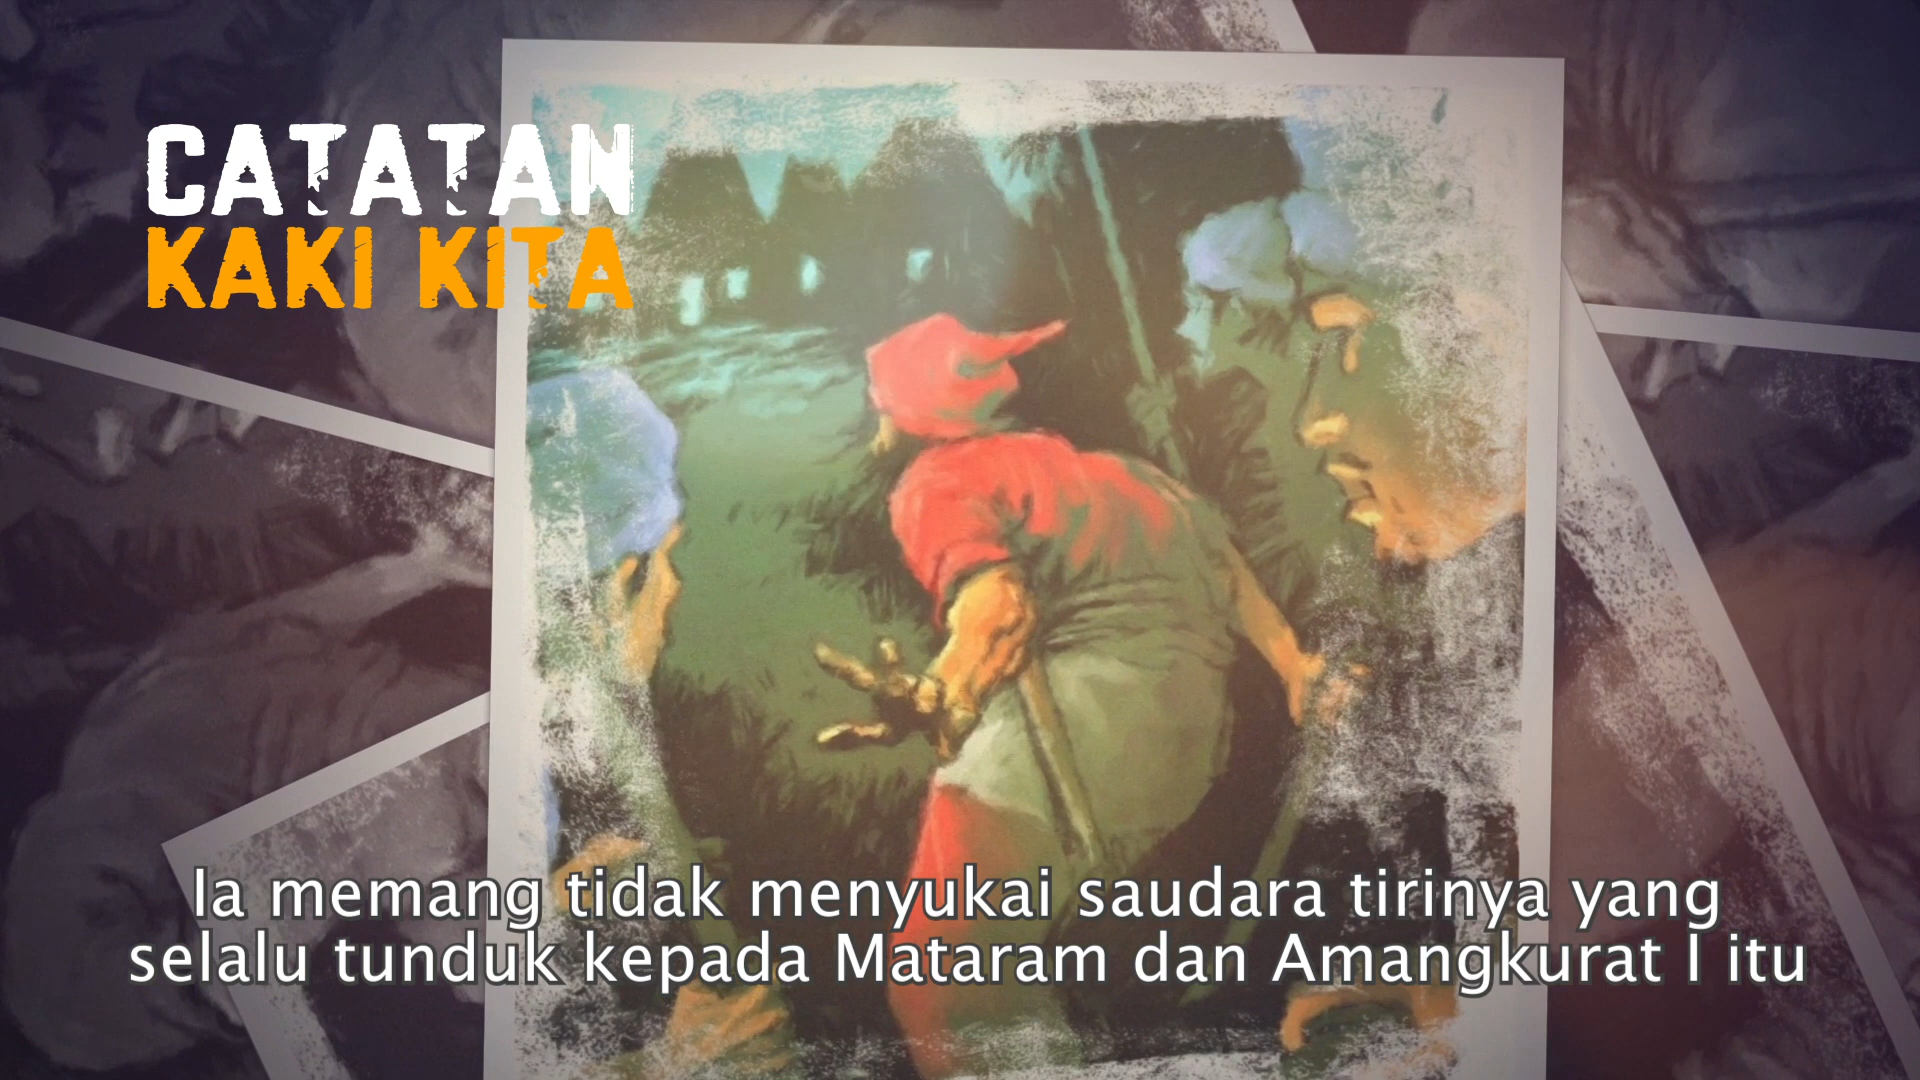 CATATAN
KAKI KITA
Ia memang tidak menyukai saudara tirinya yang
selalu tunduk kepada Mataram dan Amangkurat I itu